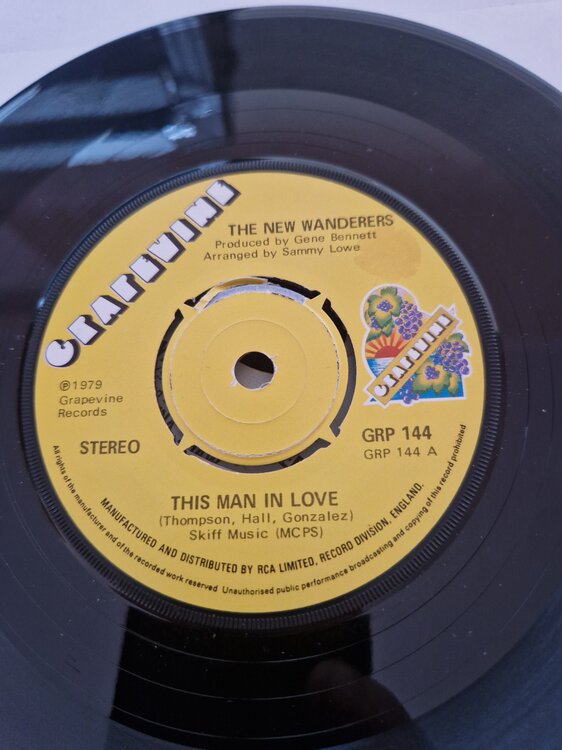 GRAPEVINE
THE NEW WANDERERS
Produced by Gene Bennett
Arranged by Sammy Lowe
GRAPEVINE
℗1979
Grapevine
Records
STEREO
GRP 144
GRP 144 A
THIS MAN IN LOVE
(Thompson, Hall, Gonzalez)
Skiff Music (MCPS)
MANUFACTURED AND DISTRIBUTED BY RCA LIMITED, RECORD DIVISION, ENGLAND.
All rights of the manufacturer and of the recorded work reserved Unauthorised public performance broadcasting and copying of this record prohibited